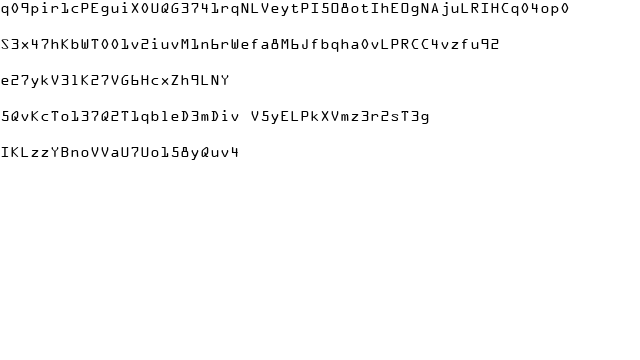 q09pir1cPEguiX0UQG3741rqNLVeytPI5O8otIhEOgNAjuLRIHCq04op0
S3x47hKbWT001v2iuvM1n6rWefa8M6Jfbqha0vLPRCC4vzfu92
e27ykV31K27VG6HcxZh9LNY
5QvKcTo137Q2T1qbleD3mDiv V5yELPkXVmz3r2sT3g
IKLzzYBnoVVaU7Uo158yQuv4